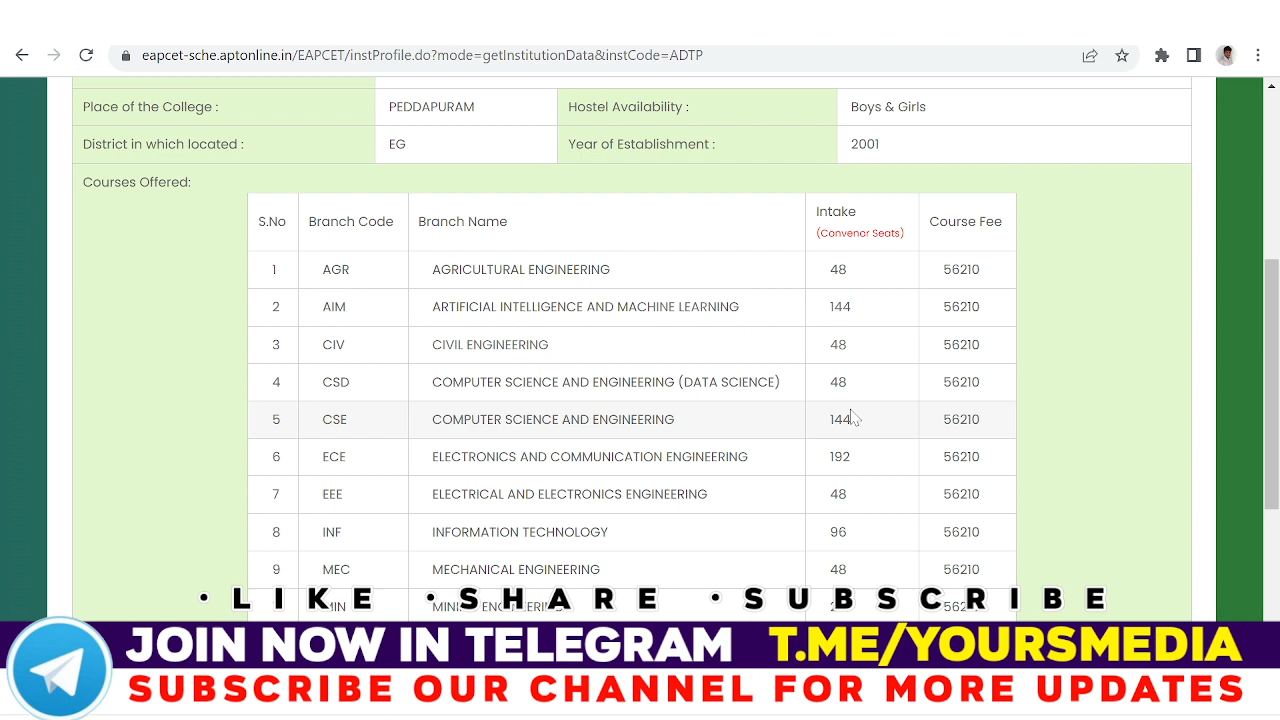 eapcet-sche.aptonline.in/EAPCET/instProfile.do?mode=getInstitutionData&instCode=ADTP
Place of the College : PEDDAPURAM Hostel Availability : Boys & Girls
District in which located : EG Year of Establishment : 2001
Courses Offered:
S.No Branch Code Branch Name Intake (Convenor Seats) Course Fee
1 AGR AGRICULTURAL ENGINEERING 48 56210
2 AIM ARTIFICIAL INTELLIGENCE AND MACHINE LEARNING 144 56210
3 CIV CIVIL ENGINEERING 48 56210
4 CSD COMPUTER SCIENCE AND ENGINEERING (DATA SCIENCE) 48 56210
5 CSE COMPUTER SCIENCE AND ENGINEERING 144 56210
6 ECE ELECTRONICS AND COMMUNICATION ENGINEERING 192 56210
7 EEE ELECTRICAL AND ELECTRONICS ENGINEERING 48 56210
8 INF INFORMATION TECHNOLOGY 96 56210
9 MEC MECHANICAL ENGINEERING 48 56210
• LIKE • SHARE • SUBSCRIBE
JOIN NOW IN TELEGRAM T.ME/YOURSMEDIA
SUBSCRIBE OUR CHANNEL FOR MORE UPDATES